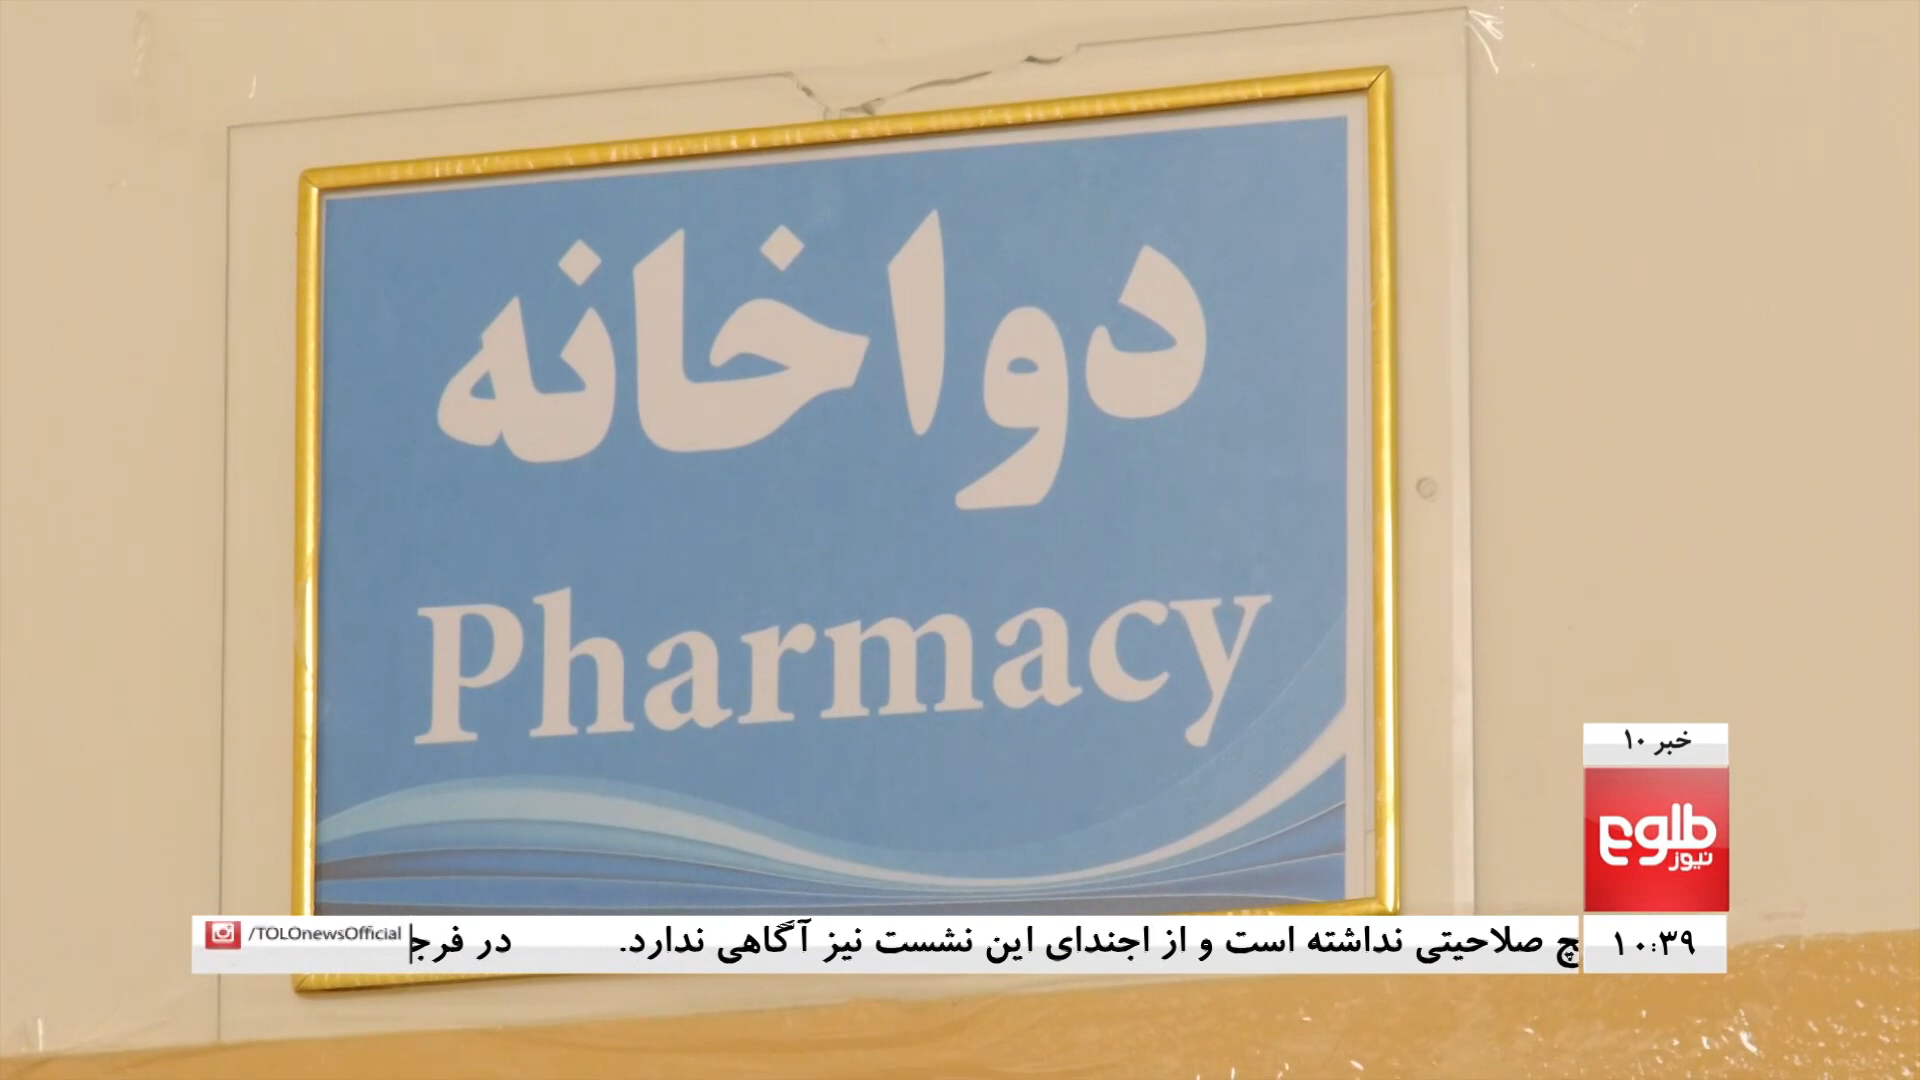 دواخانه
Pharmacy
خبر ۱۰
طلوع
نیوز
۱۰:۳۹
صلاحیتی نداشته است و از اجندای این نشست نیز آگاهی ندارد. در
/TOLOnewsOfficial